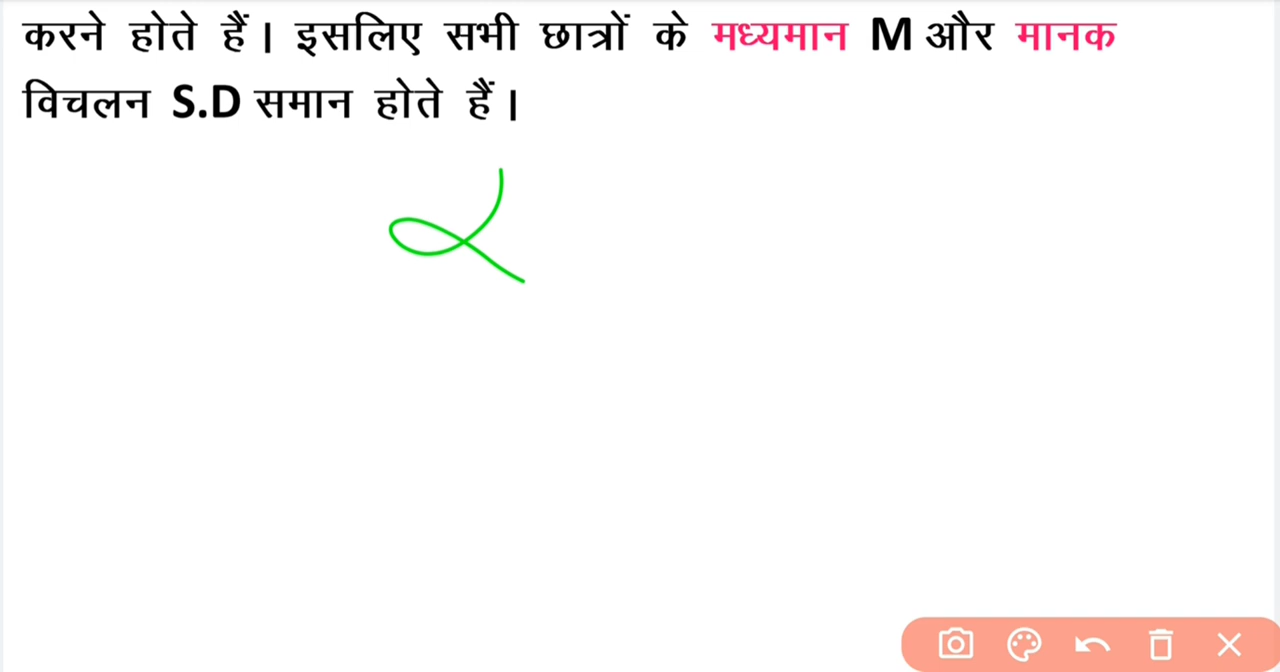 करने होते हैं। इसलिए सभी छात्रों के मध्यमान M और मानक
विचलन S.D समान होते हैं।
α